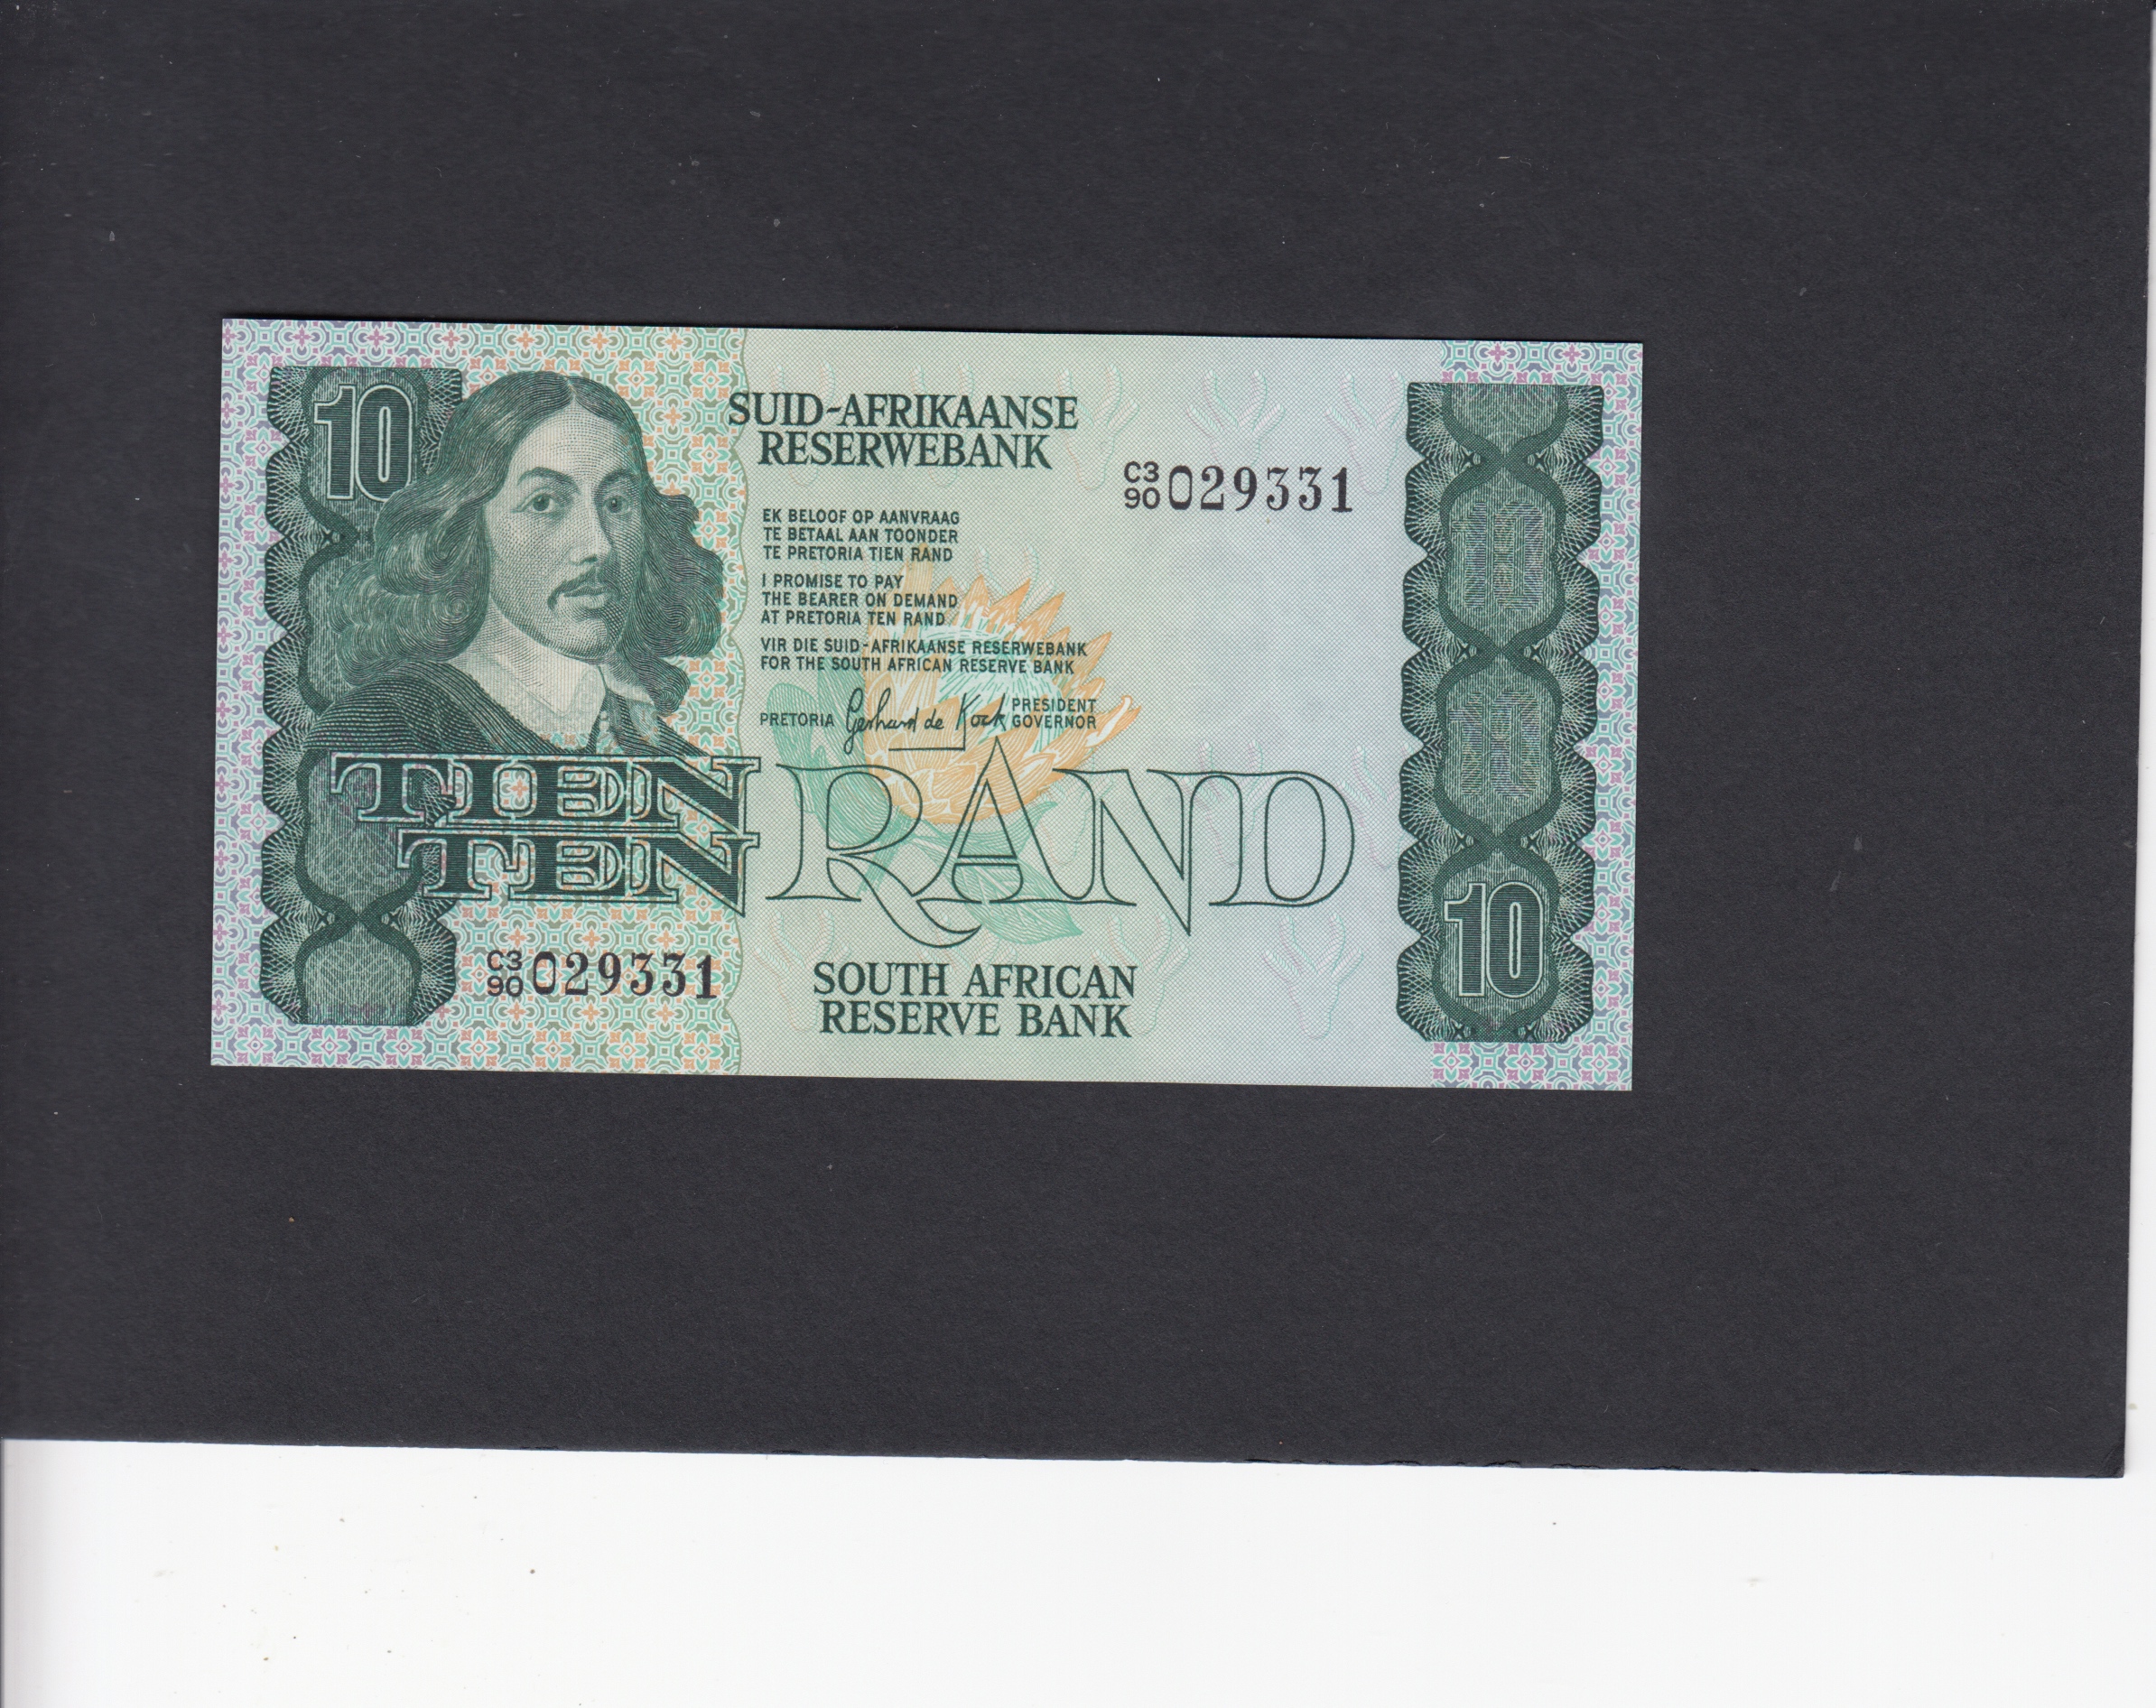 10
SUID-AFRIKAANSE
RESERWEBANK
C3
90 029331
EK BELOOF OP AANVRAAG
TE BETAAL AAN TOONDER
TE PRETORIA TIEN RAND
I PROMISE TO PAY
THE BEARER ON DEMAND
AT PRETORIA TEN RAND
VIR DIE SUID-AFRIKAANSE RESERWEBANK
FOR THE SOUTH AFRICAN RESERVE BANK
PRETORIA Gerhard de Kock PRESIDENT
GOVERNOR
TIEN
TEN RAND
10
C3
90 029331
SOUTH AFRICAN
RESERVE BANK